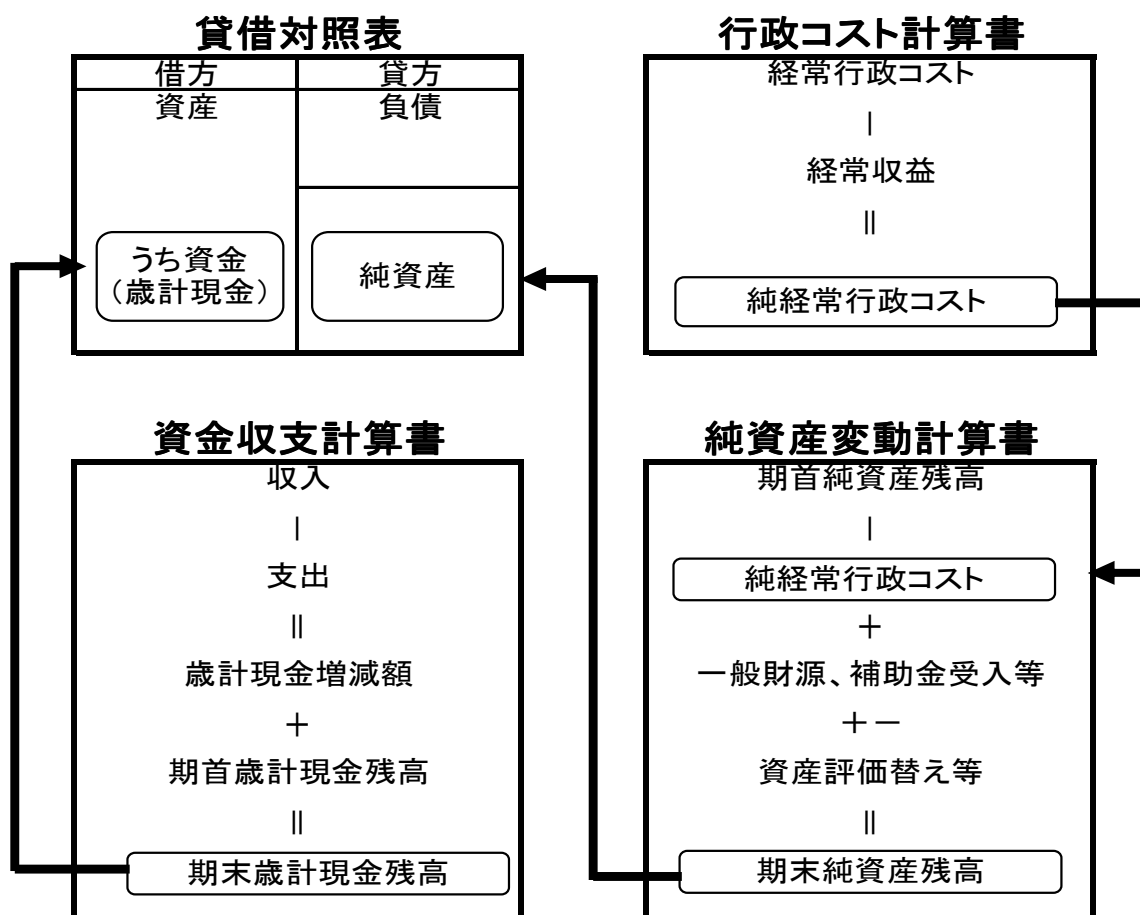 貸借対照表
借方
貸方
資産
負債
うち資金
（歳計現金）
純資産
行政コスト計算書
経常行政コスト
－
経常収益
＝
純経常行政コスト
資金収支計算書
収入
－
支出
＝
歳計現金増減額
＋
期首歳計現金残高
＝
期末歳計現金残高
純資産変動計算書
期首純資産残高
－
純経常行政コスト
＋
一般財源、補助金受入等
＋－
資産評価替え等
＝
期末純資産残高